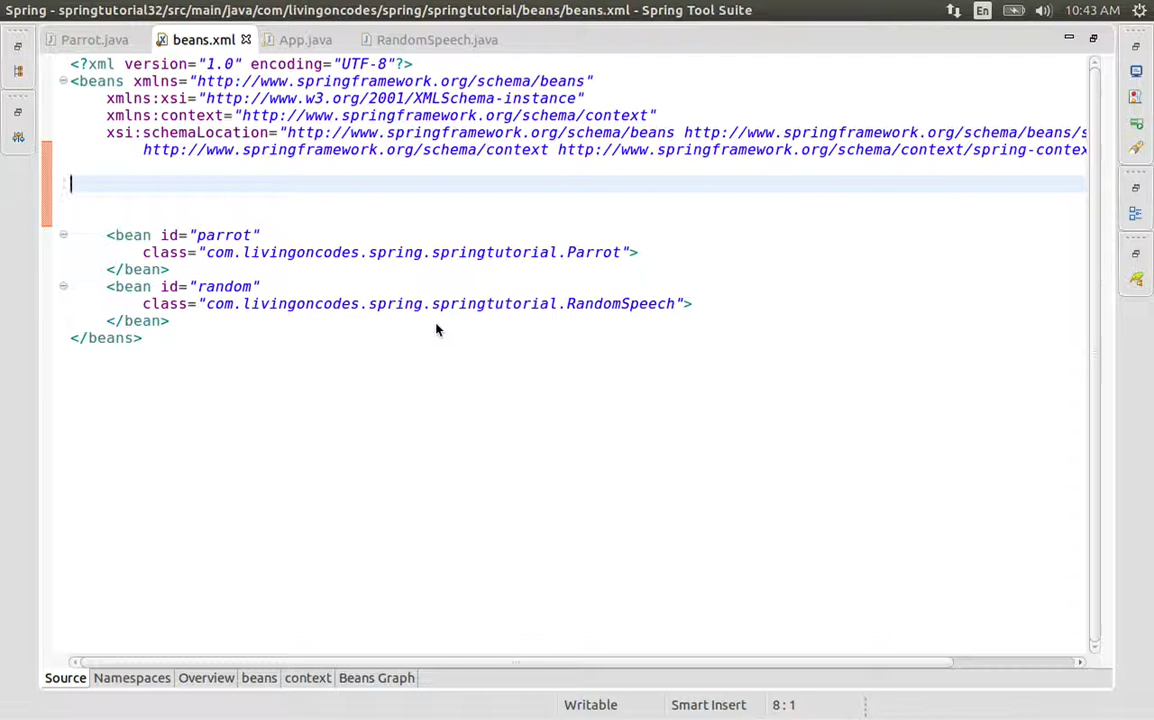 Spring - springtutorial32/src/main/java/com/livingoncodes/spring/springtutorial/beans/beans.xml - Spring Tool Suite En 10:43 AM
Parrot.java beans.xml App.java RandomSpeech.java
<?xml version="1.0" encoding="UTF-8"?>
<beans xmlns="http://www.springframework.org/schema/beans"
xmlns:xsi="http://www.w3.org/2001/XMLSchema-instance"
xmlns:context="http://www.springframework.org/schema/context"
xsi:schemaLocation="http://www.springframework.org/schema/beans http://www.springframework.org/schema/beans/s
http://www.springframework.org/schema/context http://www.springframework.org/schema/context/spring-contex
<bean id="parrot"
class="com.livingoncodes.spring.springtutorial.Parrot">
</bean>
<bean id="random"
class="com.livingoncodes.spring.springtutorial.RandomSpeech">
</bean>
</beans>
Source Namespaces Overview beans context Beans Graph
Writable Smart Insert 8 : 1